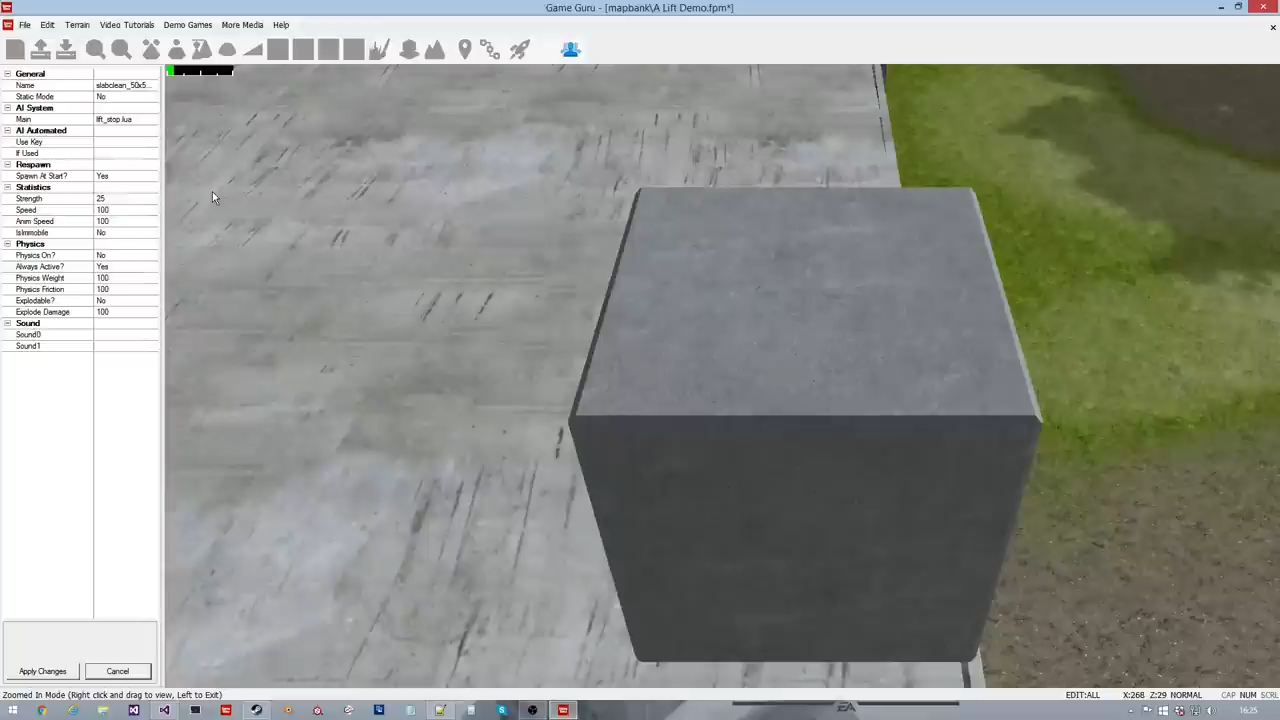 Game Guru - [mapbank\A Lift Demo.fpm*]
File Edit Terrain Video Tutorials Demo Games More Media Help
General
Name slabclean_50x5...
Static Mode No
AI System
Main lift_stop.lua
AI Automated
Use Key
If Used
Respawn
Spawn At Start? Yes
Statistics
Strength 25
Speed 100
Anim Speed 100
IsImmobile No
Physics
Physics On? No
Always Active? Yes
Physics Weight 100
Physics Friction 100
Explodable? No
Explode Damage 100
Sound
Sound0
Sound1
Apply Changes Cancel
Zoomed In Mode (Right click and drag to view, Left to Exit) EDIT:ALL X:268 Z:29 NORMAL CAP NUM SCRL
EA
16:25